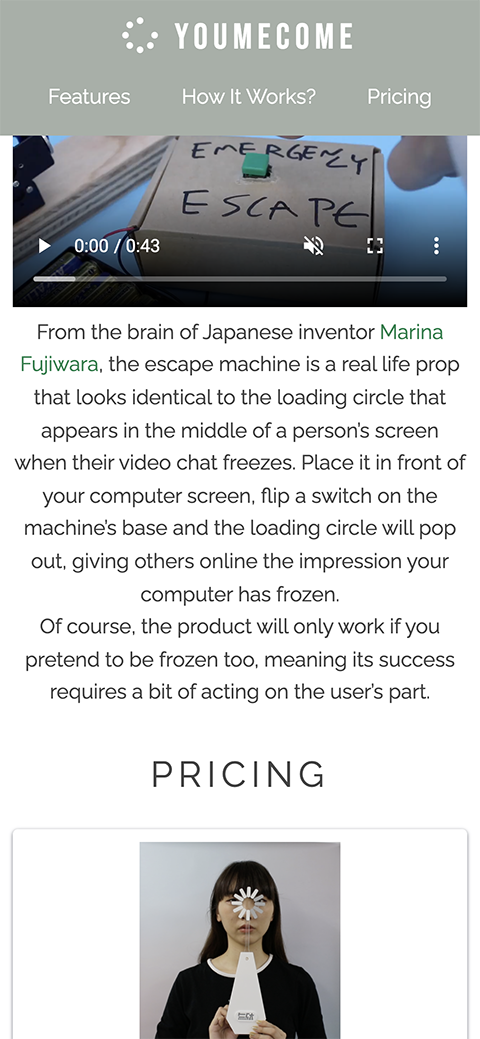 YOUMECOME
Features How It Works? Pricing
EMERGENCY
ESCAPE
0:00 / 0:43
From the brain of Japanese inventor Marina
Fujiwara, the escape machine is a real life prop
that looks identical to the loading circle that
appears in the middle of a person's screen
when their video chat freezes. Place it in front of
your computer screen, flip a switch on the
machine's base and the loading circle will pop
out, giving others online the impression your
computer has frozen.
Of course, the product will only work if you
pretend to be frozen too, meaning its success
requires a bit of acting on the user's part.
PRICING